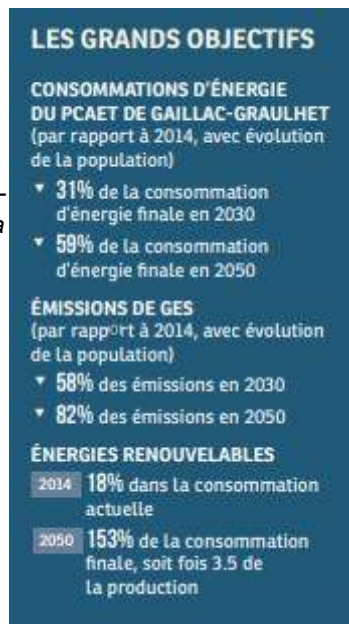 LES GRANDS OBJECTIFS
CONSOMMATIONS D'ÉNERGIE
DU PCAET DE GAILLAC-GRAULHET
(par rapport à 2014, avec évolution
de la population)
▼ 31% de la consommation
d'énergie finale en 2030
▼ 59% de la consommation
d'énergie finale en 2050
ÉMISSIONS DE GES
(par rapport à 2014, avec évolution
de la population)
▼ 58% des émissions en 2030
▼ 82% des émissions en 2050
ÉNERGIES RENOUVELABLES
2014 18% dans la consommation
actuelle
2050 153% de la consommation
finale, soit fois 3.5 de
la production